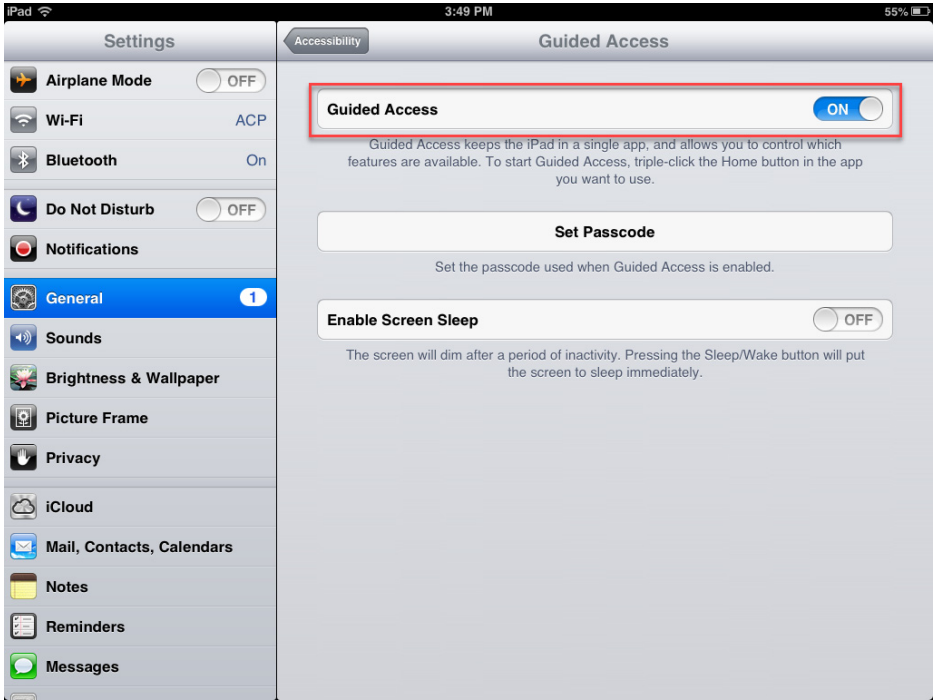 iPad 3:49 PM 55%
Settings
Airplane Mode OFF
Wi-Fi ACP
Bluetooth On
Do Not Disturb OFF
Notifications
General 1
Sounds
Brightness & Wallpaper
Picture Frame
Privacy
iCloud
Mail, Contacts, Calendars
Notes
Reminders
Messages
Accessibility Guided Access
Guided Access ON
Guided Access keeps the iPad in a single app, and allows you to control which
features are available. To start Guided Access, triple-click the Home button in the app
you want to use.
Set Passcode
Set the passcode used when Guided Access is enabled.
Enable Screen Sleep OFF
The screen will dim after a period of inactivity. Pressing the Sleep/Wake button will put
the screen to sleep immediately.